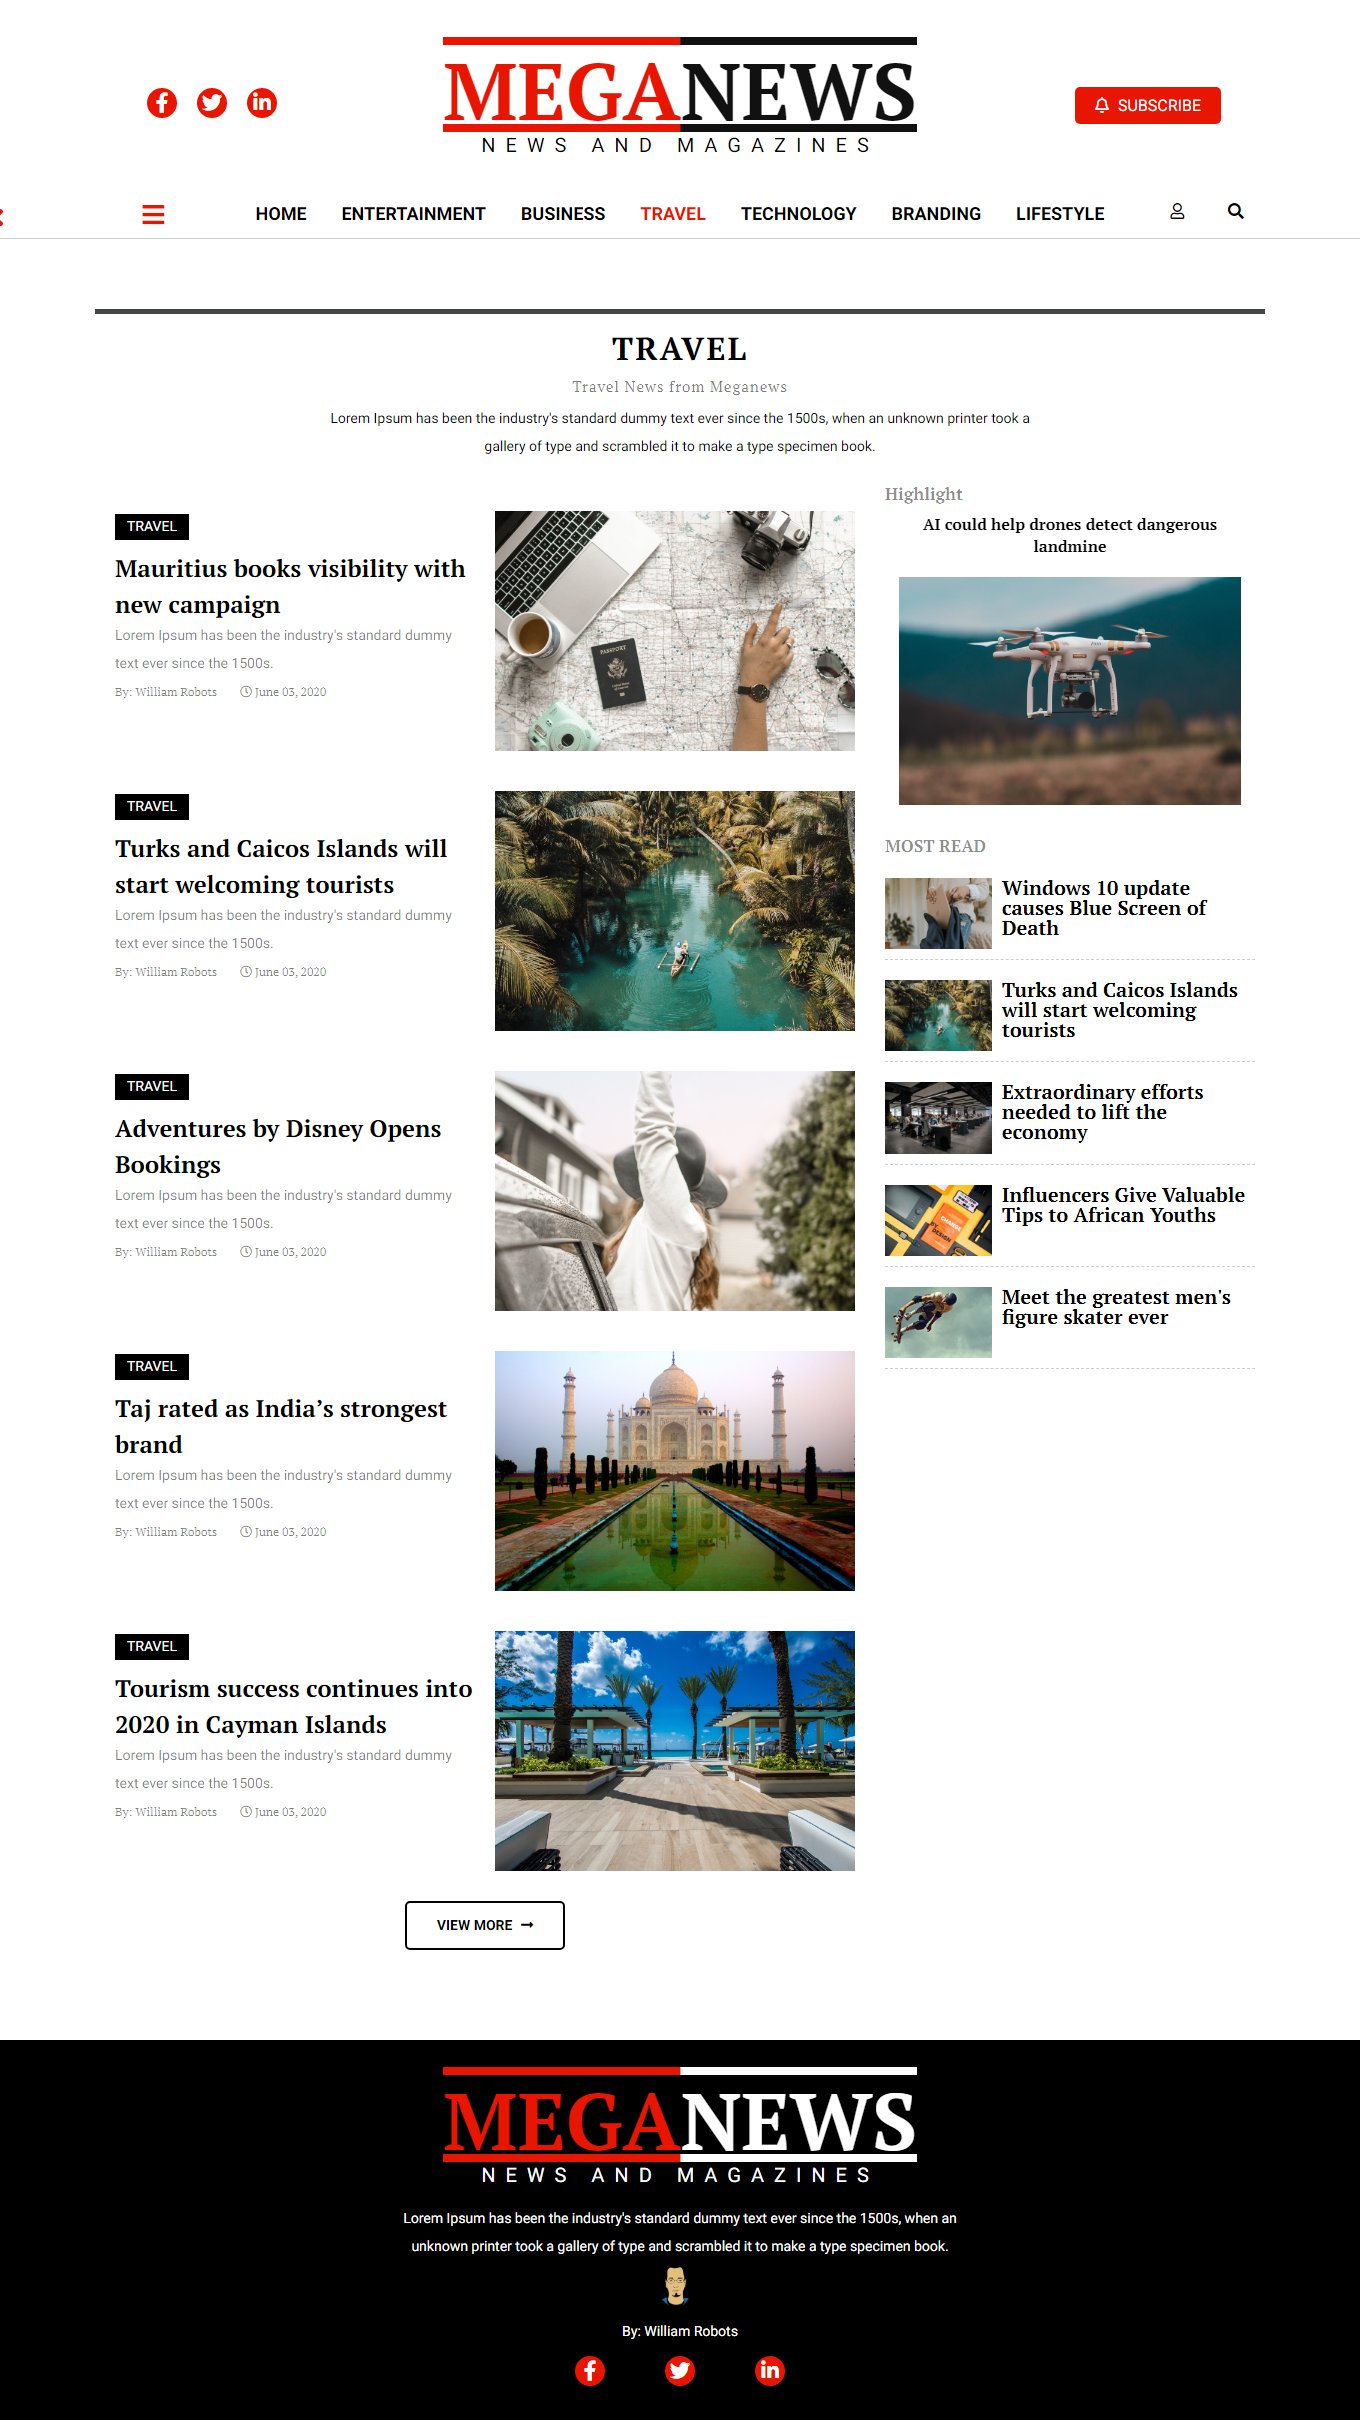 MEGANEWS
NEWS AND MAGAZINES
SUBSCRIBE
HOME ENTERTAINMENT BUSINESS TRAVEL TECHNOLOGY BRANDING LIFESTYLE
TRAVEL
Travel News from Meganews
Lorem Ipsum has been the industry's standard dummy text ever since the 1500s, when an unknown printer took a
gallery of type and scrambled it to make a type specimen book.
TRAVEL
Mauritius books visibility with
new campaign
Lorem Ipsum has been the industry's standard dummy
text ever since the 1500s.
By: William Robots June 03, 2020
PASSPORT
TRAVEL
Turks and Caicos Islands will
start welcoming tourists
Lorem Ipsum has been the industry's standard dummy
text ever since the 1500s.
By: William Robots June 03, 2020
TRAVEL
Adventures by Disney Opens
Bookings
Lorem Ipsum has been the industry's standard dummy
text ever since the 1500s.
By: William Robots June 03, 2020
TRAVEL
Taj rated as India’s strongest
brand
Lorem Ipsum has been the industry's standard dummy
text ever since the 1500s.
By: William Robots June 03, 2020
TRAVEL
Tourism success continues into
2020 in Cayman Islands
Lorem Ipsum has been the industry's standard dummy
text ever since the 1500s.
By: William Robots June 03, 2020
VIEW MORE
Highlight
AI could help drones detect dangerous
landmine
MOST READ
Windows 10 update
causes Blue Screen of
Death
Turks and Caicos Islands
will start welcoming
tourists
Extraordinary efforts
needed to lift the
economy
Influencers Give Valuable
Tips to African Youths
CHANGE
BY
DESIGN
Meet the greatest men's
figure skater ever
MEGANEWS
NEWS AND MAGAZINES
Lorem Ipsum has been the industry's standard dummy text ever since the 1500s, when an
unknown printer took a gallery of type and scrambled it to make a type specimen book.
By: William Robots